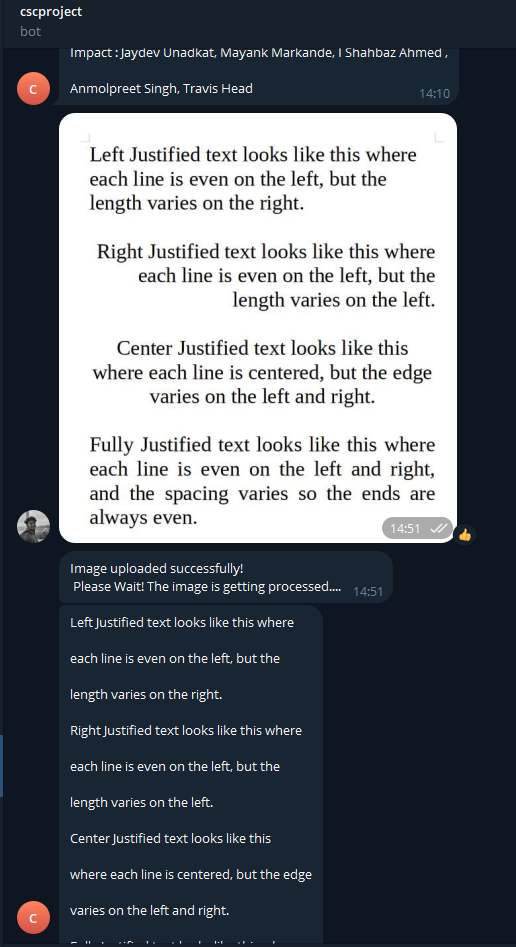 cscproject
bot
Impact : Jaydev Unadkat, Mayank Markande, I Shahbaz Ahmed ,
Anmolpreet Singh, Travis Head
14:10
C
Left Justified text looks like this where
each line is even on the left, but the
length varies on the right.
Right Justified text looks like this where
each line is even on the left, but the
length varies on the left.
Center Justified text looks like this
where each line is centered, but the edge
varies on the left and right.
Fully Justified text looks like this where
each line is even on the left and right,
and the spacing varies so the ends are
always even.
14:51
Image uploaded successfully!
Please Wait! The image is getting processed....
14:51
Left Justified text looks like this where
each line is even on the left, but the
length varies on the right.
Right Justified text looks like this where
each line is even on the left, but the
length varies on the left.
Center Justified text looks like this
where each line is centered, but the edge
varies on the left and right.
C